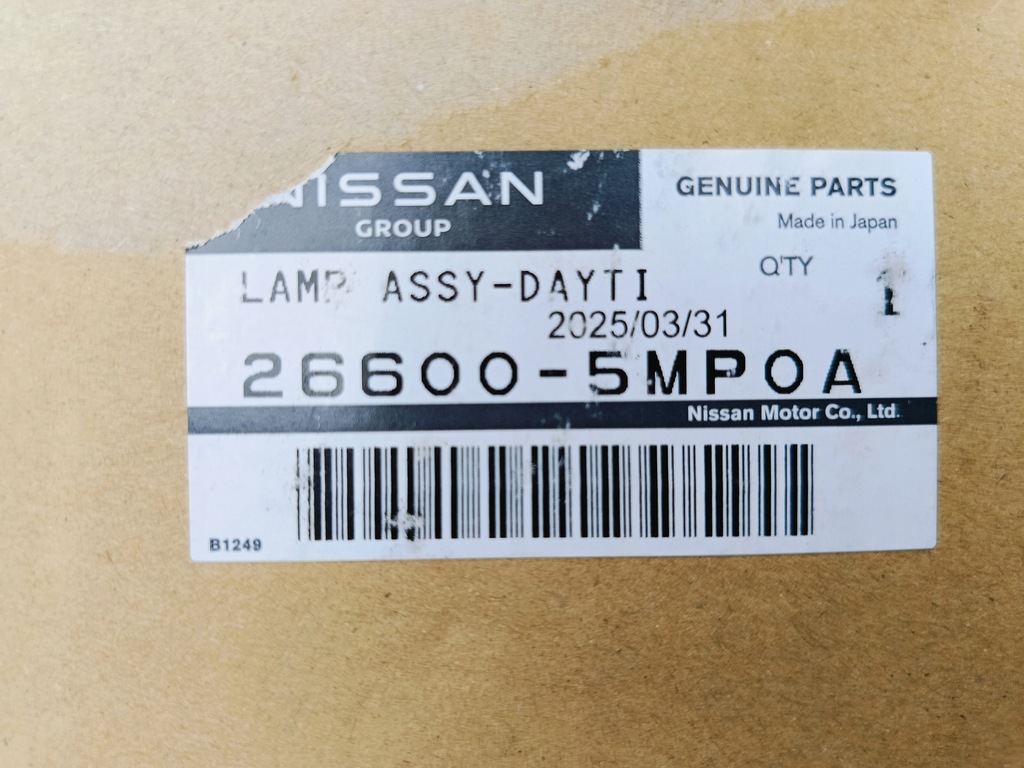 NISSAN
GROUP
GENUINE PARTS
Made in Japan
Q'TY
1
LAMP ASSY-DAYTI
2025/03/31
26600-5MP0A
Nissan Motor Co., Ltd.
B1249